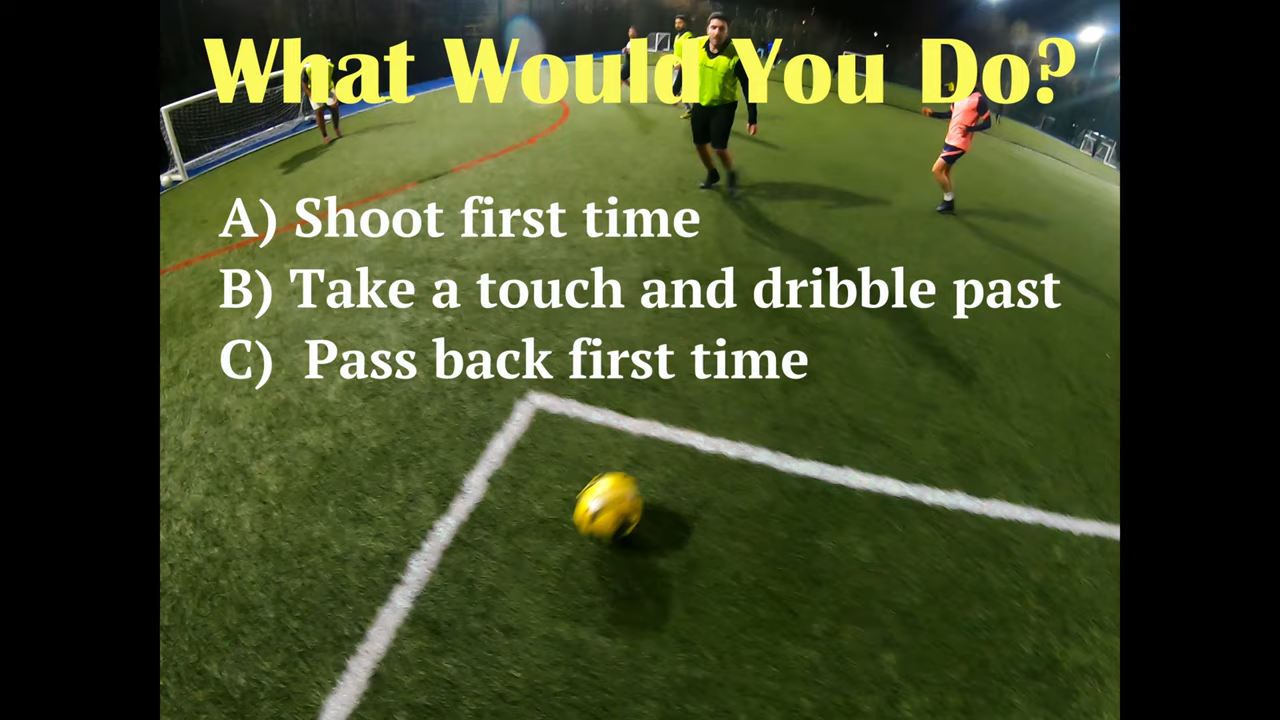 What Would You Do?
A) Shoot first time
B) Take a touch and dribble past
C) Pass back first time